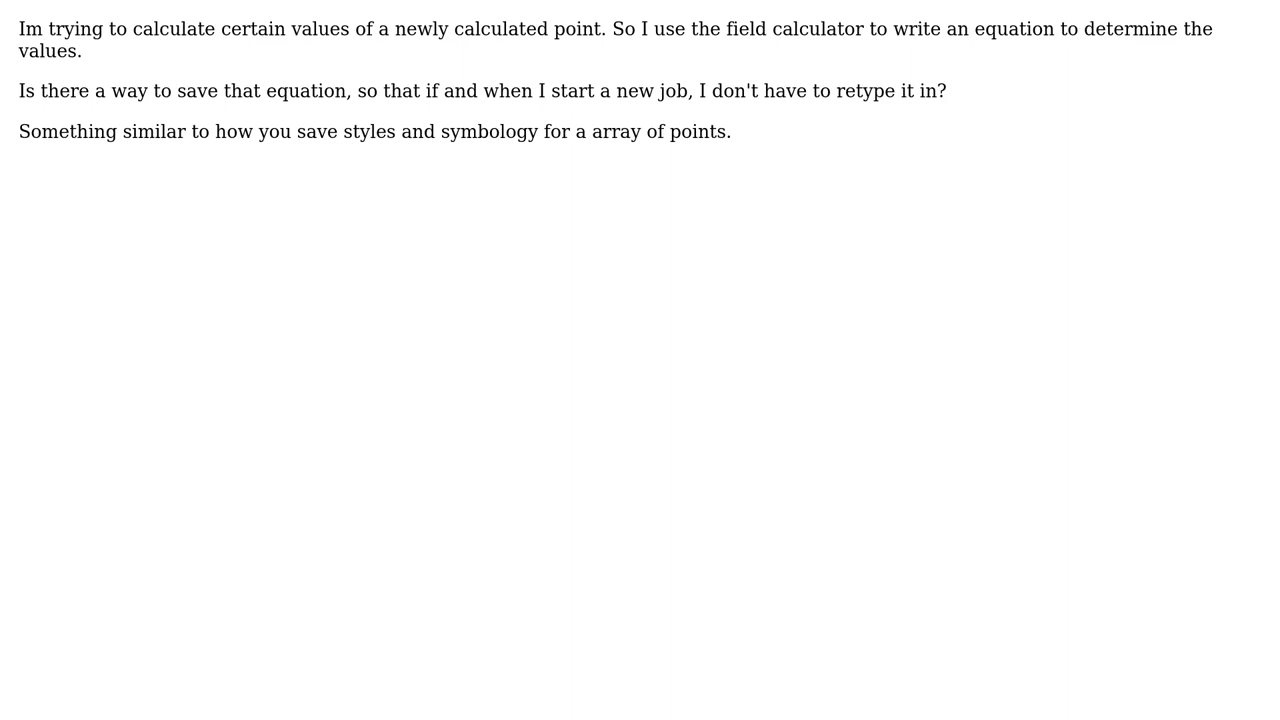 Im trying to calculate certain values of a newly calculated point. So I use the field calculator to write an equation to determine the
values.
Is there a way to save that equation, so that if and when I start a new job, I don't have to retype it in?
Something similar to how you save styles and symbology for a array of points.